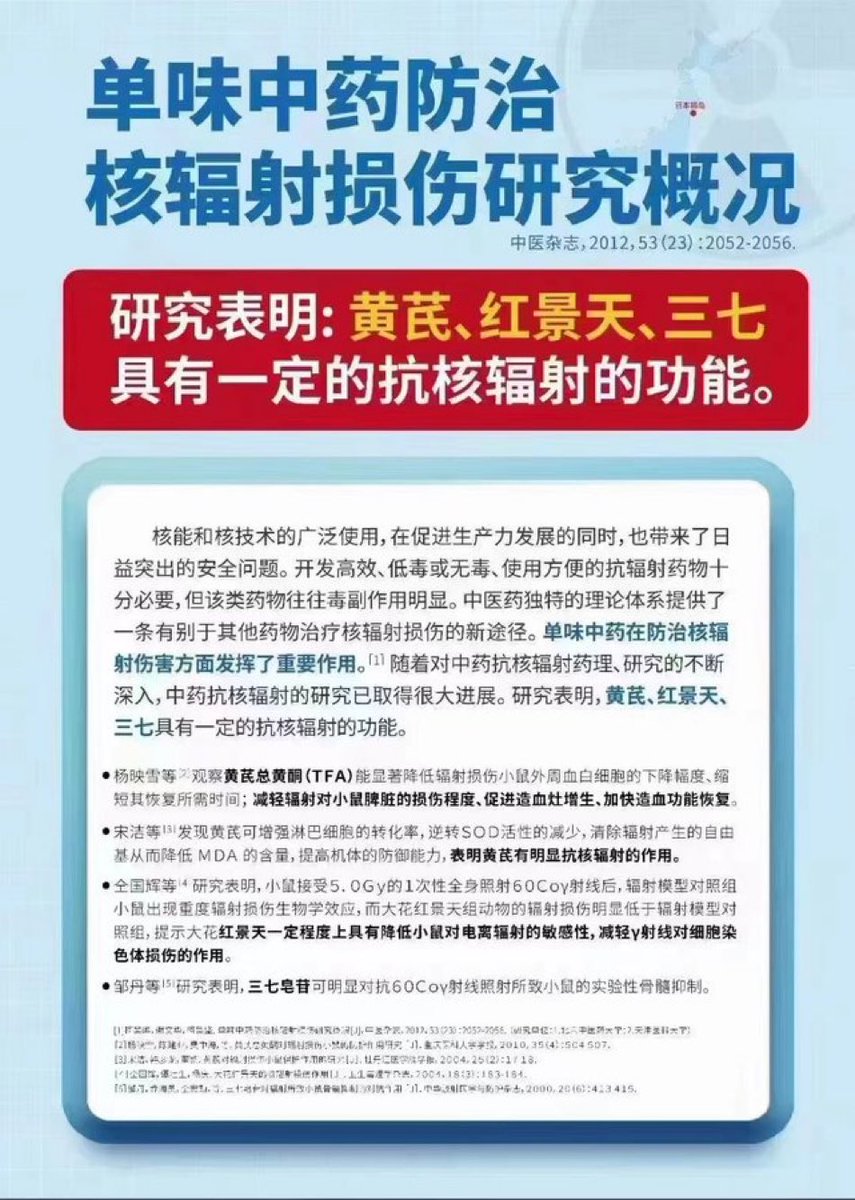 单味中药防治
日本福岛
核辐射损伤研究概况
中医杂志,2012,53(23):2052-2056.
研究表明: 黄芪、红景天、三七
具有一定的抗核辐射的功能。
核能和核技术的广泛使用,在促进生产力发展的同时,也带来了日
益突出的安全问题。开发高效、低毒或无毒、使用方便的抗辐射药物十
分必要,但该类药物往往毒副作用明显。中医药独特的理论体系提供了
一条有别于其他药物治疗核辐射损伤的新途径。单味中药在防治核辐
射伤害方面发挥了重要作用。[1] 随着对中药抗核辐射药理、研究的不断
深入,中药抗核辐射的研究已取得很大进展。研究表明,黄芪、红景天、
三七具有一定的抗核辐射的功能。
●杨映雪等[2]观察黄芪总黄酮(TFA)能显著降低辐射损伤小鼠外周血白细胞的下降幅度、缩
短其恢复所需时间;减轻辐射对小鼠脾脏的损伤程度、促进造血灶增生、加快造血功能恢复。
●宋洁等[3]发现黄芪可增强淋巴细胞的转化率,逆转SOD活性的减少,清除辐射产生的自由
基从而降低 MDA 的含量,提高机体的防御能力,表明黄芪有明显抗核辐射的作用。
●仝国辉等[4 研究表明,小鼠接受5.0Gy的1次性全身照射60Coγ射线后,辐射模型对照组
小鼠出现重度辐射损伤生物学效应,而大花红景天组动物的辐射损伤明显低于辐射模型对
照组,提示大花红景天一定程度上具有降低小鼠对电离辐射的敏感性,减轻γ射线对细胞染
色体损伤的作用。
●邹丹等[5]研究表明,三七皂苷可明显对抗60Coγ射线照射所致小鼠的实验性骨髓抑制。
[1] 单味中药防治核辐射损伤研究概况[J].中医杂志,2012,53(23):2052-2056.
[2]杨映雪, 2010,35(4):504-507.
[3]宋洁, 2004,25(2):17-18.
[4]仝国辉, 2004,18(3):183-184.
[5]邹丹, 2000,20(6):413-415.